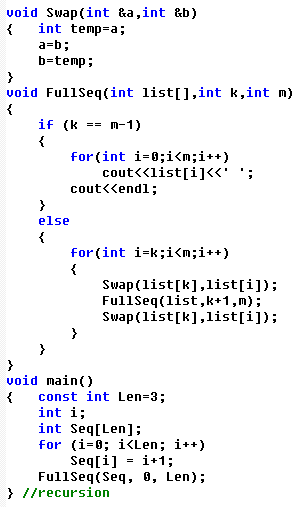 void Swap(int &a,int &b)
{   int temp=a;
    a=b;
    b=temp;
}
void FullSeq(int list[],int k,int m)
{
    if (k == m-1)
    {
        for(int i=0;i<m;i++)
            cout<<list[i]<<' ';
        cout<<endl;
    }
    else
    {
        for(int i=k;i<m;i++)
        {
            Swap(list[k],list[i]);
            FullSeq(list,k+1,m);
            Swap(list[k],list[i]);
        }
    }
}
void main()
{   const int Len=3;
    int i;
    int Seq[Len];
    for (i=0; i<Len; i++)
        Seq[i] = i+1;
    FullSeq(Seq, 0, Len);
} //recursion